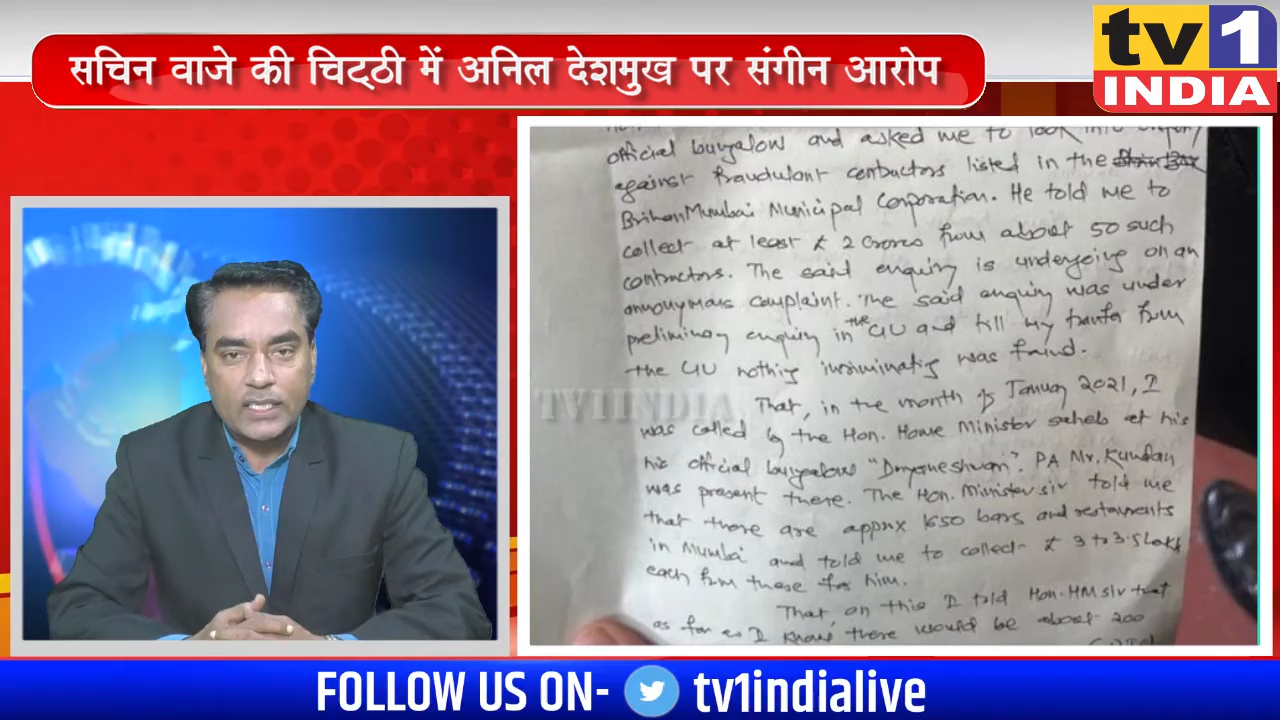 सचिन वाजे की चिट्ठी में अनिल देशमुख पर संगीन आरोप
tv1
INDIA
official bungalow and asked me to look into
against fraudulant contractors listed in the
BrihanMumbai Municipal Corporation. He told me to
collect at least ₹ 2 crores from about 50 such
contractors. The said enquiry is undergoing on an
annonymous complaint. The said enquiry was under
preliminary enquiry in the CIU and till my transfer from
the CIU nothing incriminating was found.
That, in the month of January 2021, I
was called by the Hon. Home Minister saheb at his
his official bungalow "Dnyaneshwari". PA Mr. Kundan
was present there. The Hon. Minister sir told me
that there are approx 1650 bars and restaurents
in Mumbai and told me to collect ₹ 3 to 3.5 Lakh
each from these for him.
That, on this I told Hon. HM sir that
as far as I know there would be about 200
TV1INDIA
FOLLOW US ON- tv1indialive